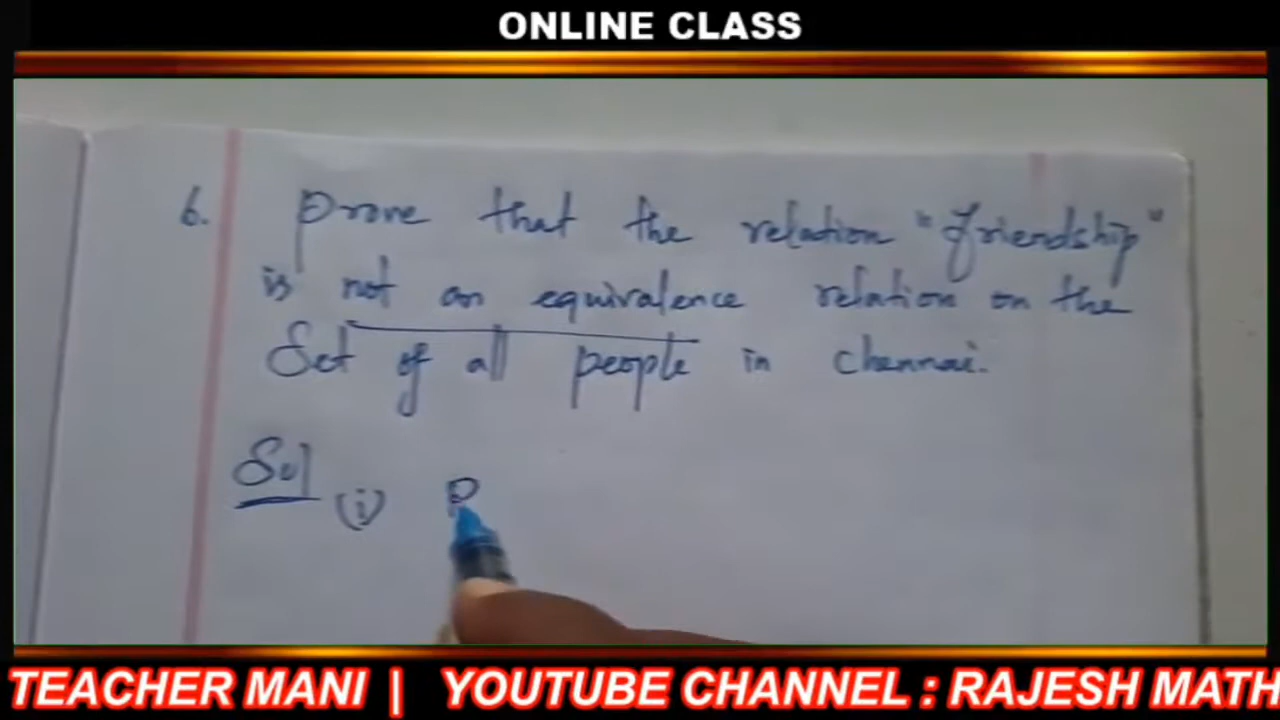 ONLINE CLASS
6. Prove that the relation "friendship"
is not an equivalence relation on the
Set of all people in Chennai.
Sol
(i) P
TEACHER MANI | YOUTUBE CHANNEL : RAJESH MATH